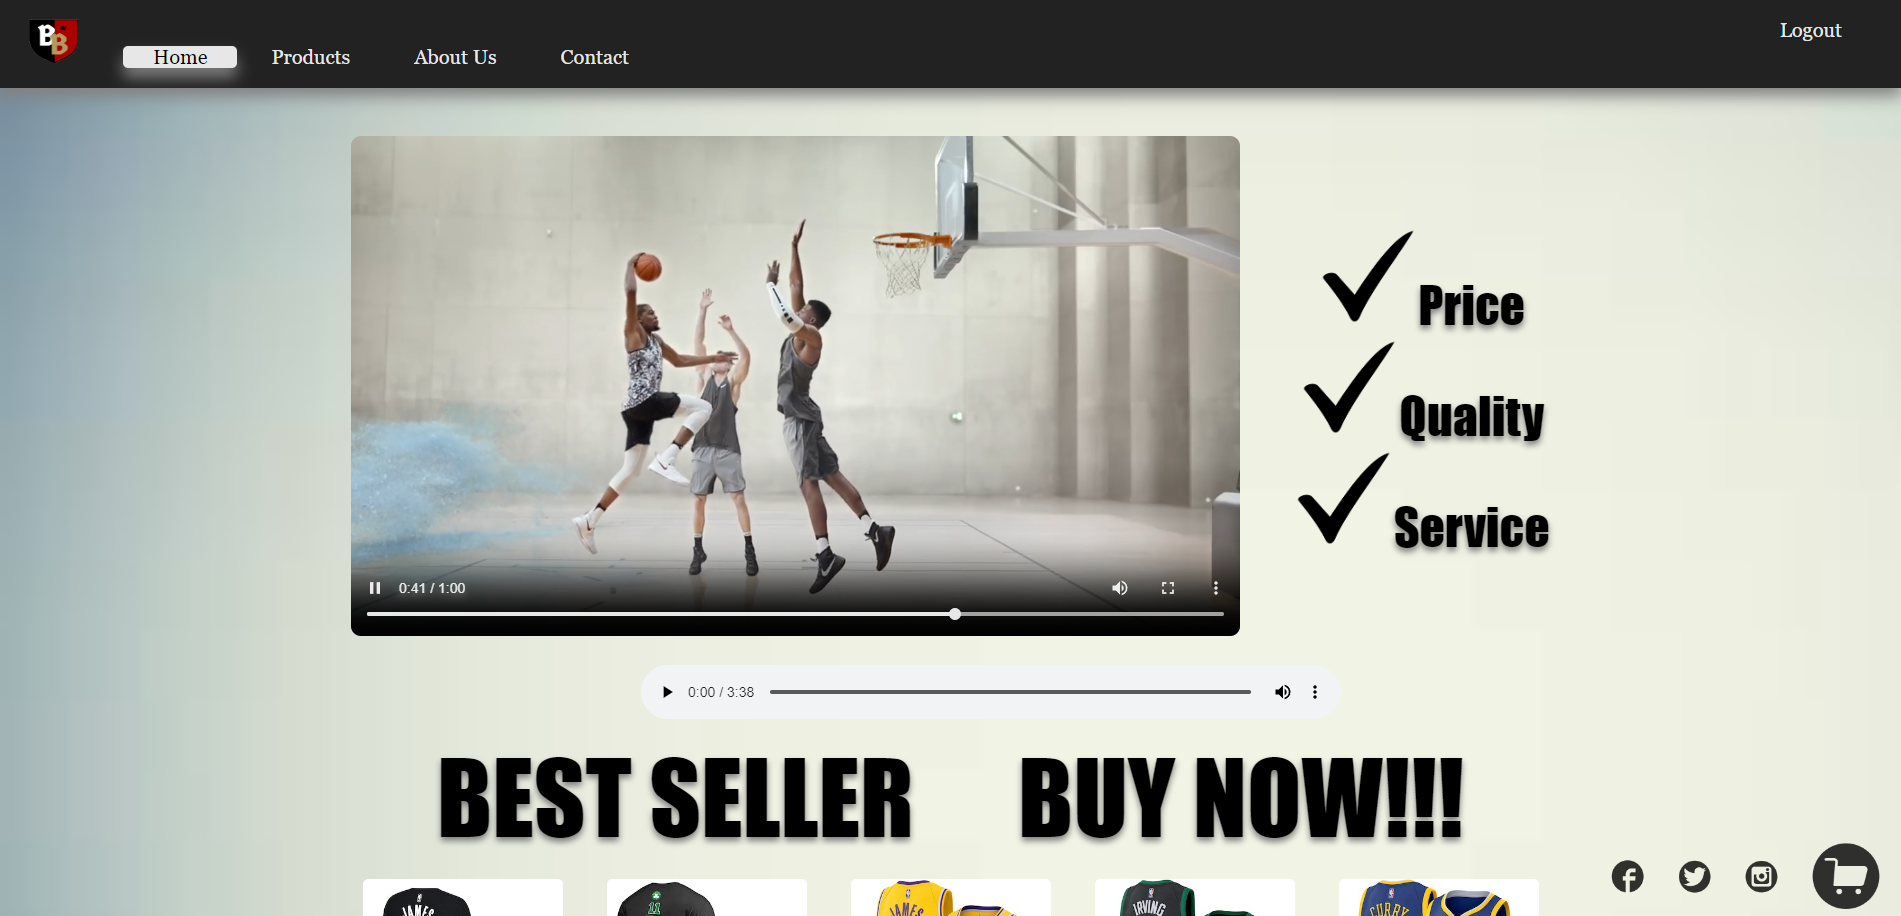 BB
Home Products About Us Contact
Logout
Price
Quality
Service
0:41 / 1:00
0:00 / 3:38
BEST SELLER BUY NOW!!!
JAMES
11
JAMES
IRVING
CURRY